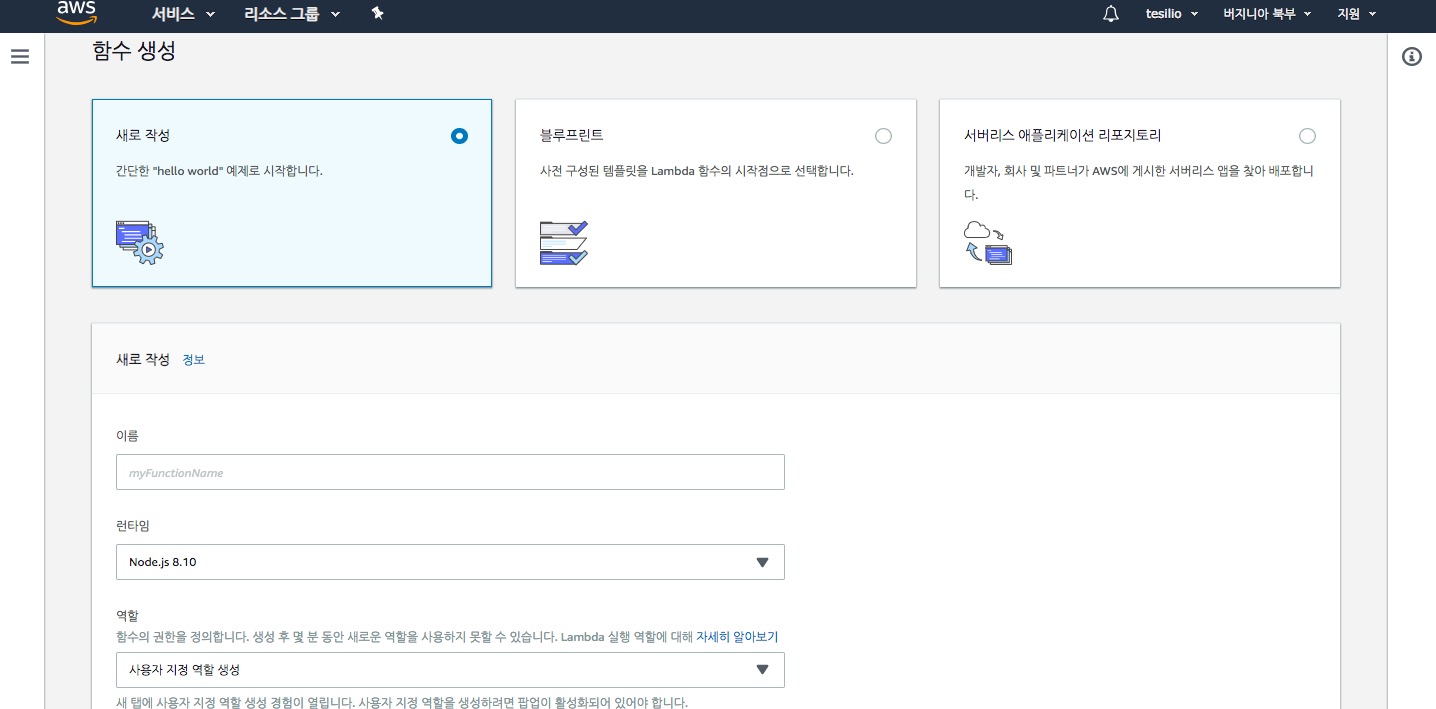 aws 서비스 리소스 그룹 tesilio 버지니아 북부 지원
함수 생성
새로 작성
간단한 "hello world" 예제로 시작합니다.
블루프린트
사전 구성된 템플릿을 Lambda 함수의 시작점으로 선택합니다.
서버리스 애플리케이션 리포지토리
개발자, 회사 및 파트너가 AWS에 게시한 서버리스 앱을 찾아 배포합니
다.
새로 작성 정보
이름
myFunctionName
런타임
Node.js 8.10
역할
함수의 권한을 정의합니다. 생성 후 몇 분 동안 새로운 역할을 사용하지 못할 수 있습니다. Lambda 실행 역할에 대해 자세히 알아보기
사용자 지정 역할 생성
새 탭에 사용자 지정 역할 생성 경험이 열립니다. 사용자 지정 역할을 생성하려면 팝업이 활성화되어 있어야 합니다.